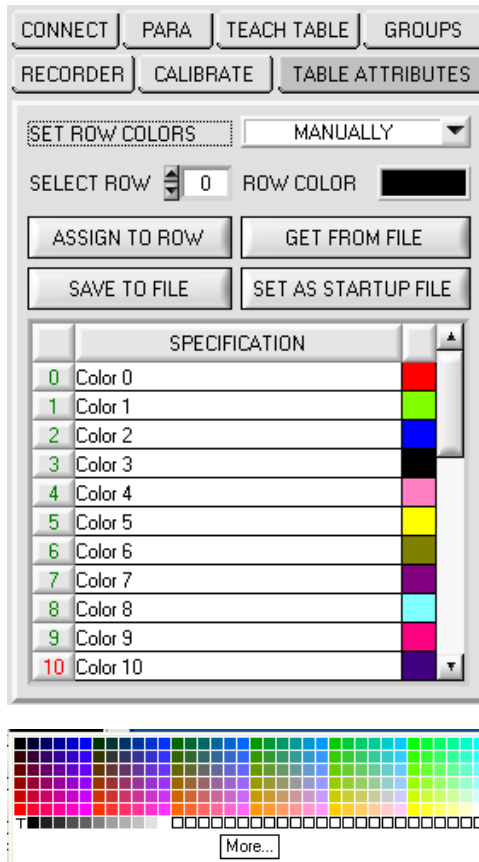 CONNECT PARA TEACH TABLE GROUPS
RECORDER CALIBRATE TABLE ATTRIBUTES
SET ROW COLORS MANUALLY
SELECT ROW 0 ROW COLOR
ASSIGN TO ROW GET FROM FILE
SAVE TO FILE SET AS STARTUP FILE
SPECIFICATION
0 Color 0
1 Color 1
2 Color 2
3 Color 3
4 Color 4
5 Color 5
6 Color 6
7 Color 7
8 Color 8
9 Color 9
10 Color 10
T
More...